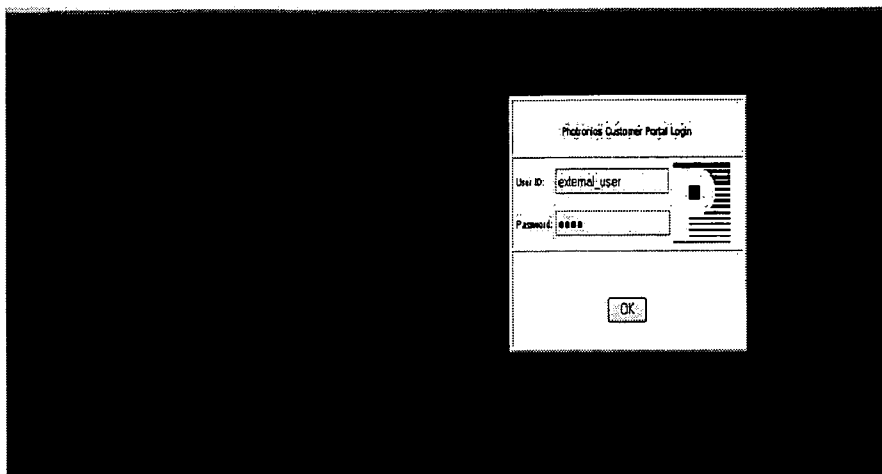 Photronics Customer Portal Login
User ID: external_user
Password: ●●●●
OK